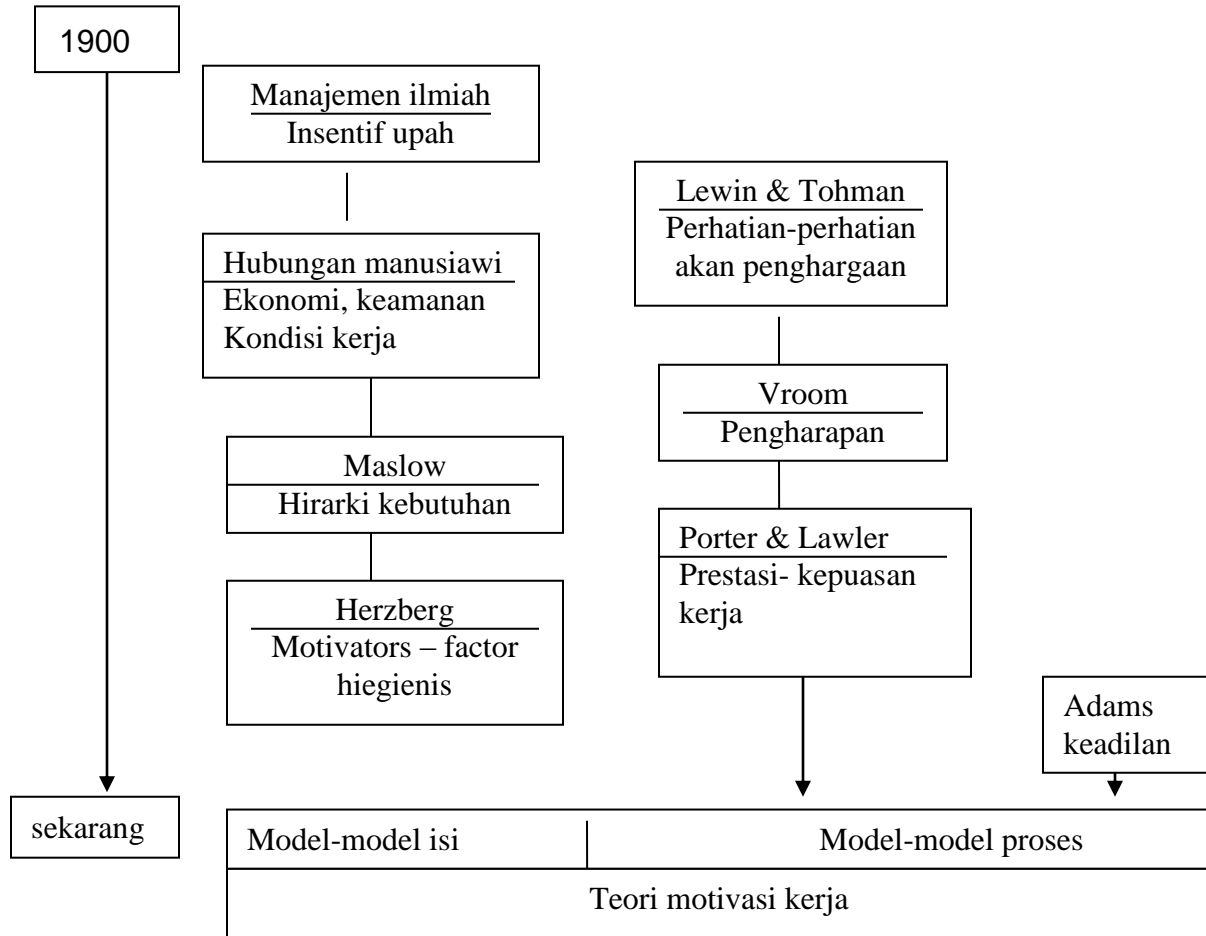 1900
Manajemen ilmiah
Insentif upah
Hubungan manusiawi
Ekonomi, keamanan
Kondisi kerja
Maslow
Hirarki kebutuhan
Herzberg
Motivators – factor
hiegienis
Lewin & Tohman
Perhatian-perhatian
akan penghargaan
Vroom
Pengharapan
Porter & Lawler
Prestasi- kepuasan
kerja
Adams
keadilan
sekarang
Model-model isi
Model-model proses
Teori motivasi kerja